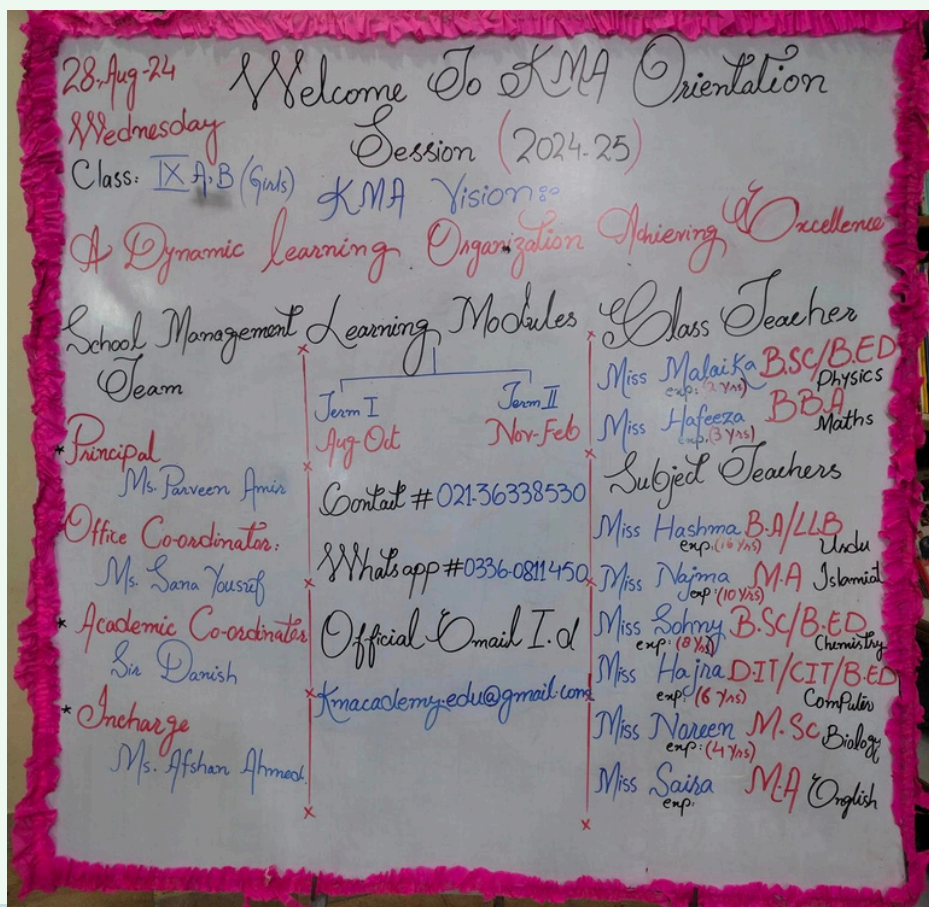 28-Aug-24
Wednesday
Welcome To KMA Orientation
Session (2024-25)
Class: IX A,B (Girls)
KMA Vision:
A Dynamic learning Organization Achieving Excellence
School Management
Team
*Principal
Ms. Parveen Amir
Office Co-ordinator:
Ms. Sana Yousuf
* Academic Co-ordinator
Sir Danish
* Incharge
Ms. Afshan Ahmed
Learning Modules
Term I Term II
Aug-Oct Nov-Feb
Contact # 021-36338530
Whatsapp #0336-0811450
Official Email I.d
Kmacademy.edu@gmail.com
Class Teacher
Miss Malaika B.SC/B.ED
exp: (2 yrs) Physics
Miss Hafeeza BBA
exp. (3 yrs) Maths
Subject Teachers
Miss Hashma B.A/LLB
exp. (16 yrs) Urdu
Miss Najma M.A Islamiat
exp: (10 yrs)
Miss Sohny B.SC/B.ED
exp: (8 yrs) Chemistry
Miss Hajra D.IT/CIT/B.ED
exp: (6 yrs) Computer
Miss Noreen M.Sc Biology
exp: (4 yrs)
Miss Saira M.A English
exp: